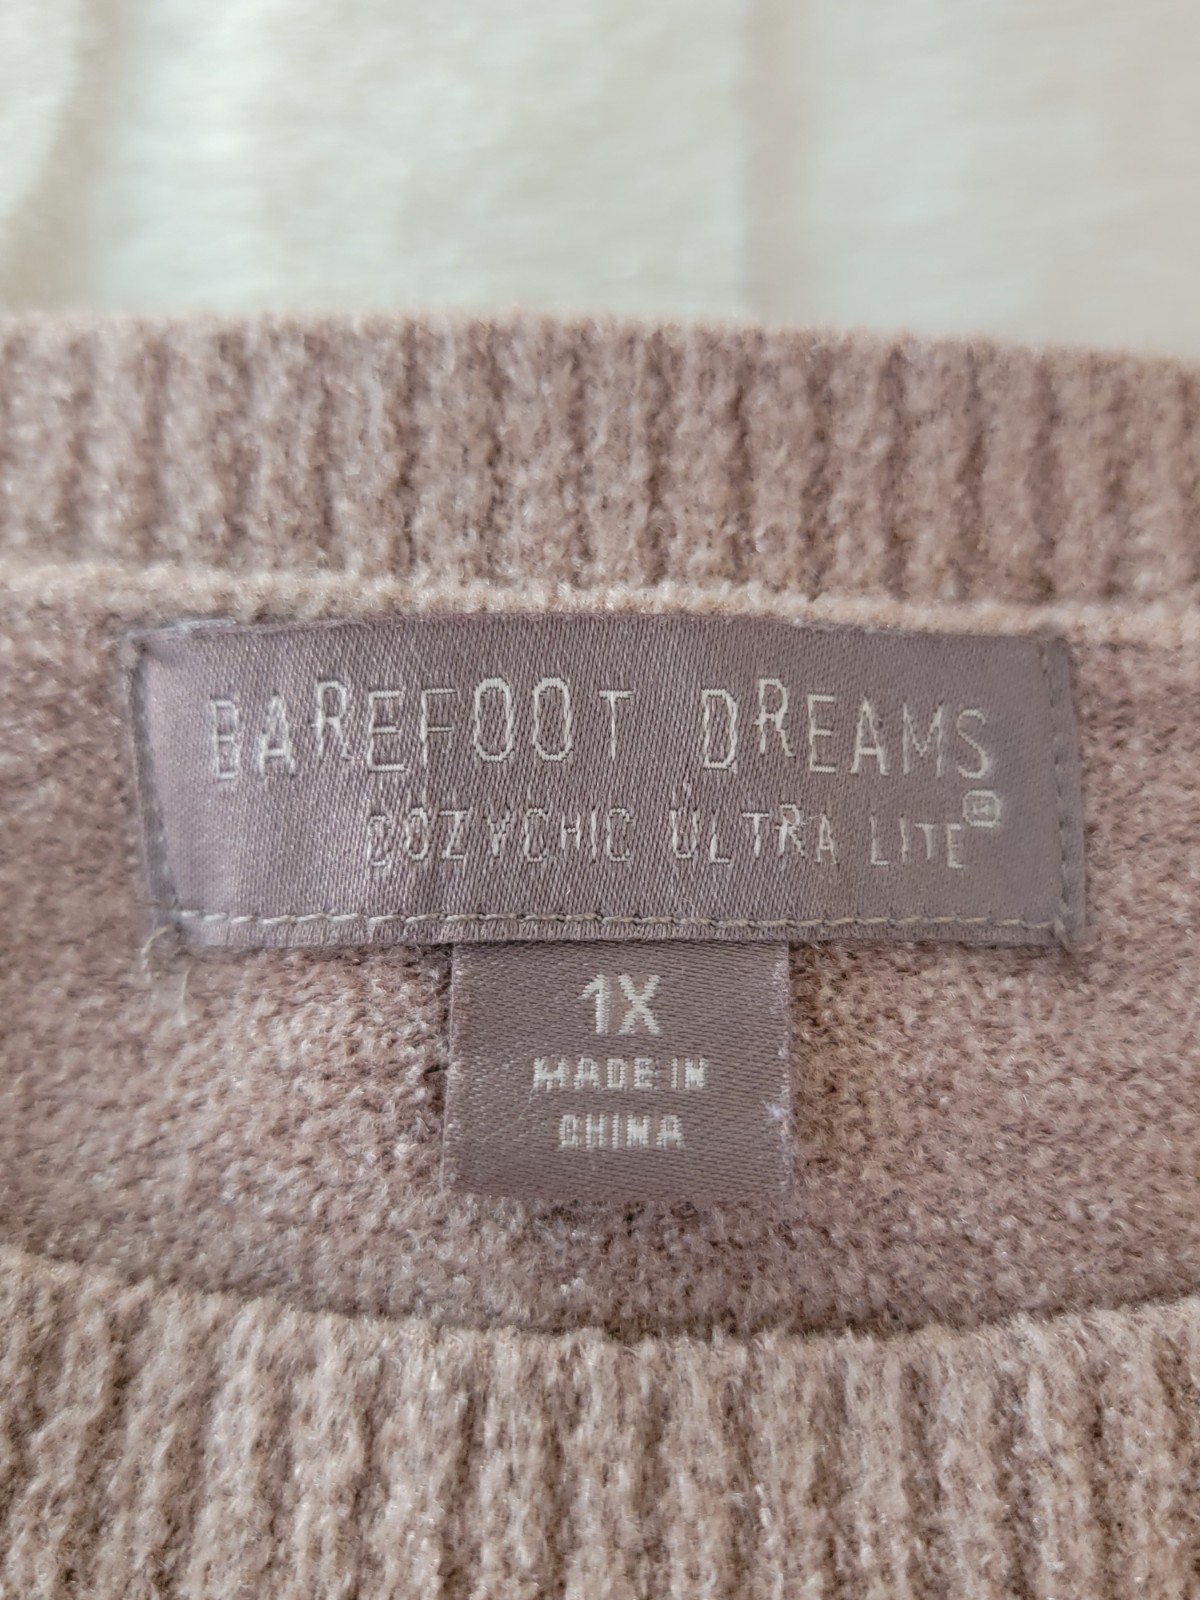 BAREFOOT DREAMS
COZYCHIC ULTRA LITE®
1X
MADE IN
CHINA